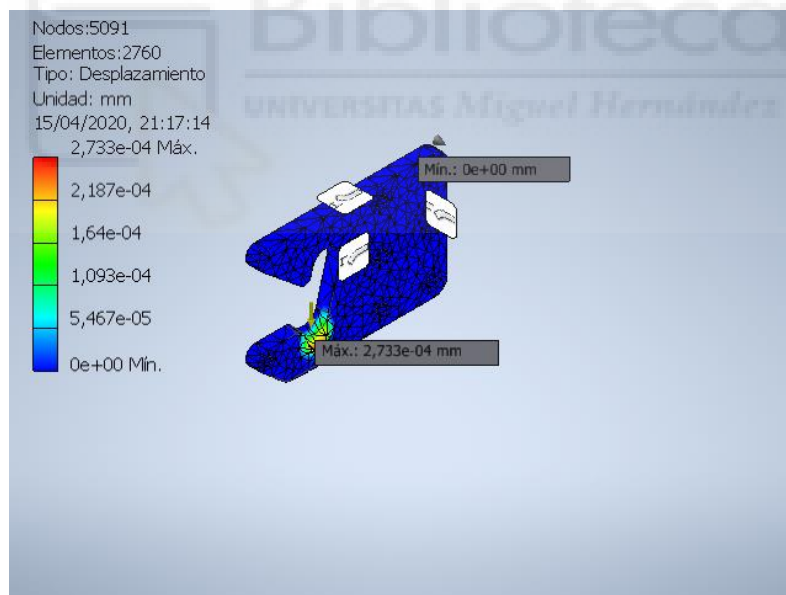 Biblioteca
UNIVERSITAS Miguel Hernández
Nodos:5091
Elementos:2760
Tipo: Desplazamiento
Unidad: mm
15/04/2020, 21:17:14
2,733e-04 Máx.
2,187e-04
1,64e-04
1,093e-04
5,467e-05
0e+00 Mín.
Mín.: 0e+00 mm
Máx.: 2,733e-04 mm